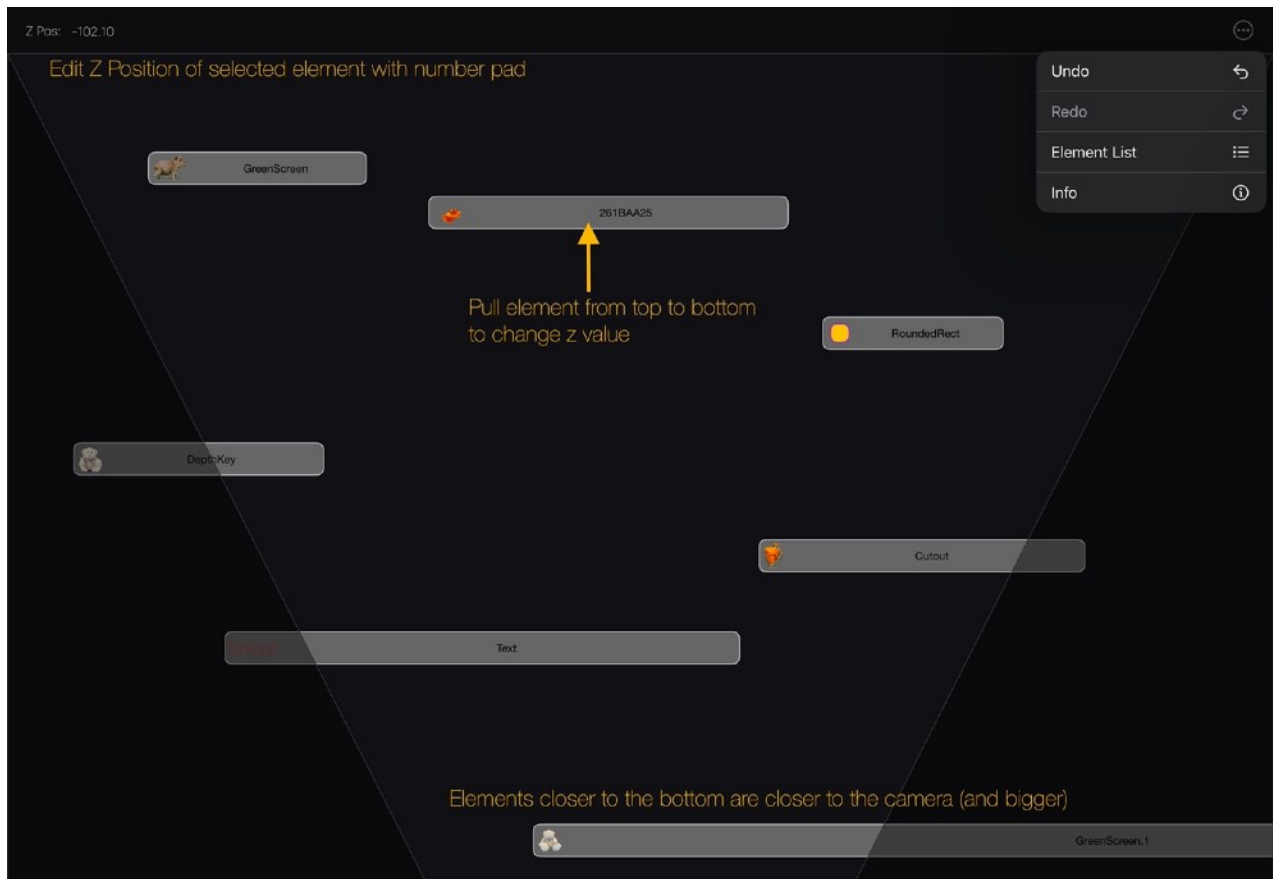 Z Pos: -102.10
Edit Z Position of selected element with number pad
Undo
Redo
Element List
Info
GreenScreen
261BAA25
Pull element from top to bottom
to change z value
RoundedRect
DepthKey
Cutout
Text
Elements closer to the bottom are closer to the camera (and bigger)
GreenScreen.1